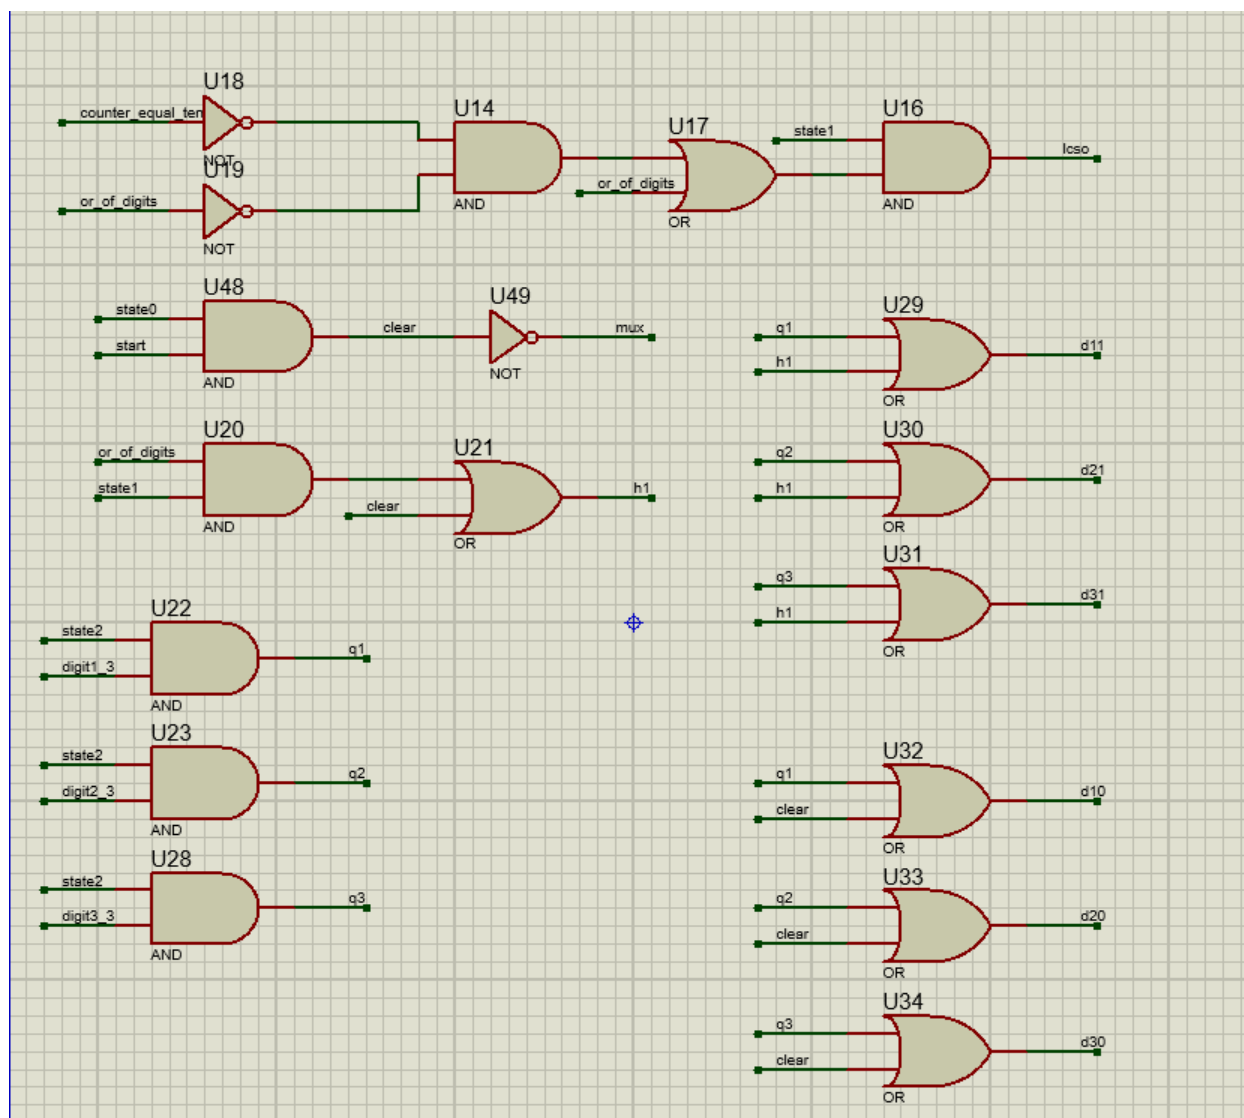 U18
counter_equal_ten
NOT
U19
or_of_digits
NOT
U14
AND
U17
or_of_digits
OR
state1
U16
AND
lcso
U48
state0
start
AND
clear
U49
NOT
mux
U29
q1
h1
OR
d11
U20
or_of_digits
state1
AND
U21
clear
OR
h1
U30
q2
h1
OR
d21
U31
q3
h1
OR
d31
U22
state2
digit1_3
AND
q1
U23
state2
digit2_3
AND
q2
U32
q1
clear
OR
d10
U28
state2
digit3_3
AND
q3
U33
q2
clear
OR
d20
U34
q3
clear
OR
d30